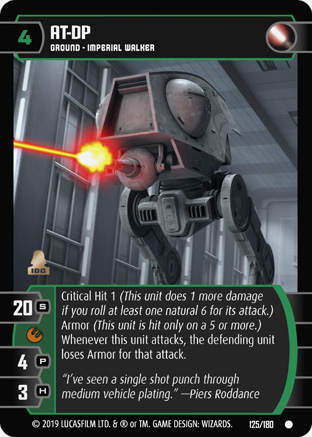 4
AT-DP
GROUND - IMPERIAL WALKER
IDC
20 S
4 P
3 H
Critical Hit 1 (This unit does 1 more damage
if you roll at least one natural 6 for its attack.)
Armor (This unit is hit only on a 5 or more.)
Whenever this unit attacks, the defending unit
loses Armor for that attack.
“I’ve seen a single shot punch through
medium vehicle plating.” —Piers Roddance
© 2019 LUCASFILM LTD. & ® or TM. GAME DESIGN: WIZARDS. 125/180